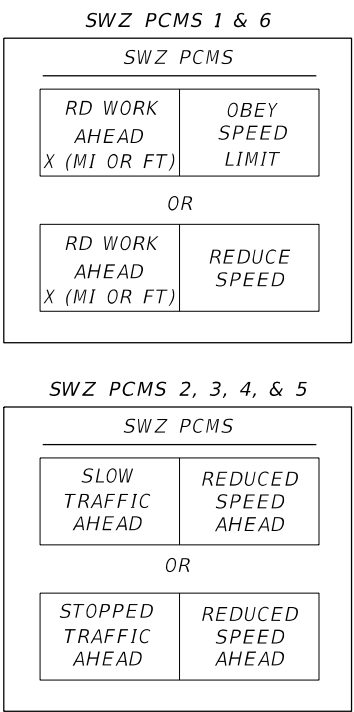 SWZ PCMS 1 & 6
SWZ PCMS
RD WORK
AHEAD
X (MI OR FT)
OBEY
SPEED
LIMIT
OR
RD WORK
AHEAD
X (MI OR FT)
REDUCE
SPEED
SWZ PCMS 2, 3, 4, & 5
SWZ PCMS
SLOW
TRAFFIC
AHEAD
REDUCED
SPEED
AHEAD
OR
STOPPED
TRAFFIC
AHEAD
REDUCED
SPEED
AHEAD